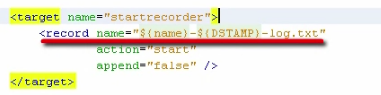 <target name="startrecorder">
<record name="${name}-${DSTAMP}-log.txt"
action="start"
append="false" />
</target>